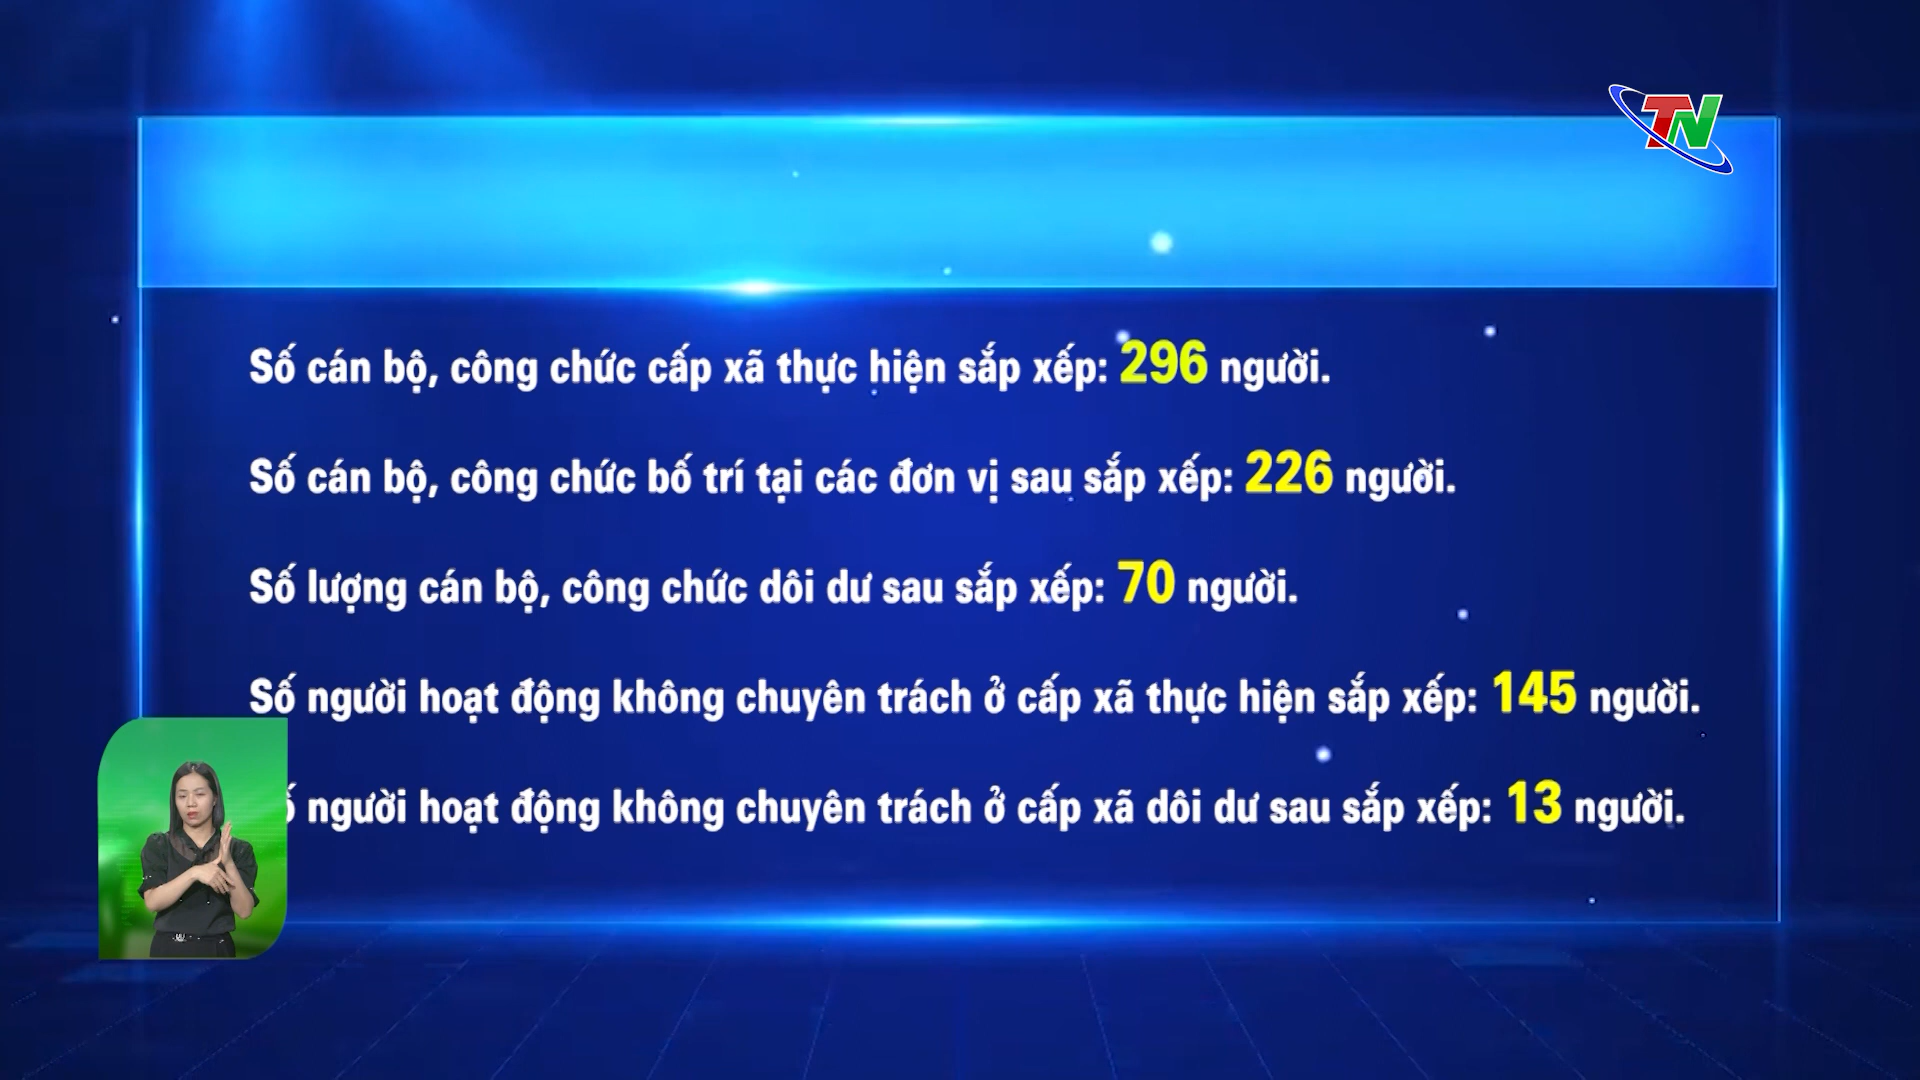 TN
Số cán bộ, công chức cấp xã thực hiện sắp xếp: 296 người.
Số cán bộ, công chức bố trí tại các đơn vị sau sắp xếp: 226 người.
Số lượng cán bộ, công chức dôi dư sau sắp xếp: 70 người.
Số người hoạt động không chuyên trách ở cấp xã thực hiện sắp xếp: 145 người.
người hoạt động không chuyên trách ở cấp xã dôi dư sau sắp xếp: 13 người.